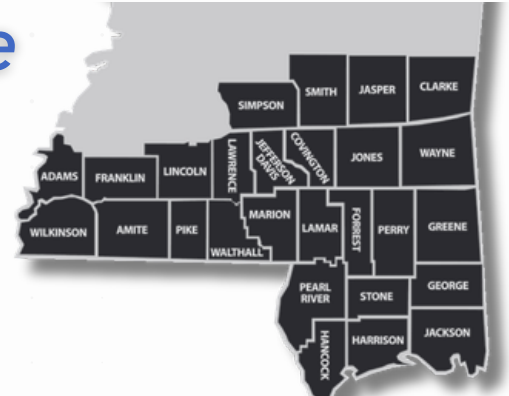 e
SMITH
JASPER
CLARKE
SIMPSON
LAWRENCE
JEFFERSON
DAVIS
COVINGTON
JONES
WAYNE
ADAMS
FRANKLIN
LINCOLN
WILKINSON
AMITE
PIKE
WALTHALL
MARION
LAMAR
FORREST
PERRY
GREENE
PEARL
RIVER
STONE
GEORGE
HANCOCK
HARRISON
JACKSON